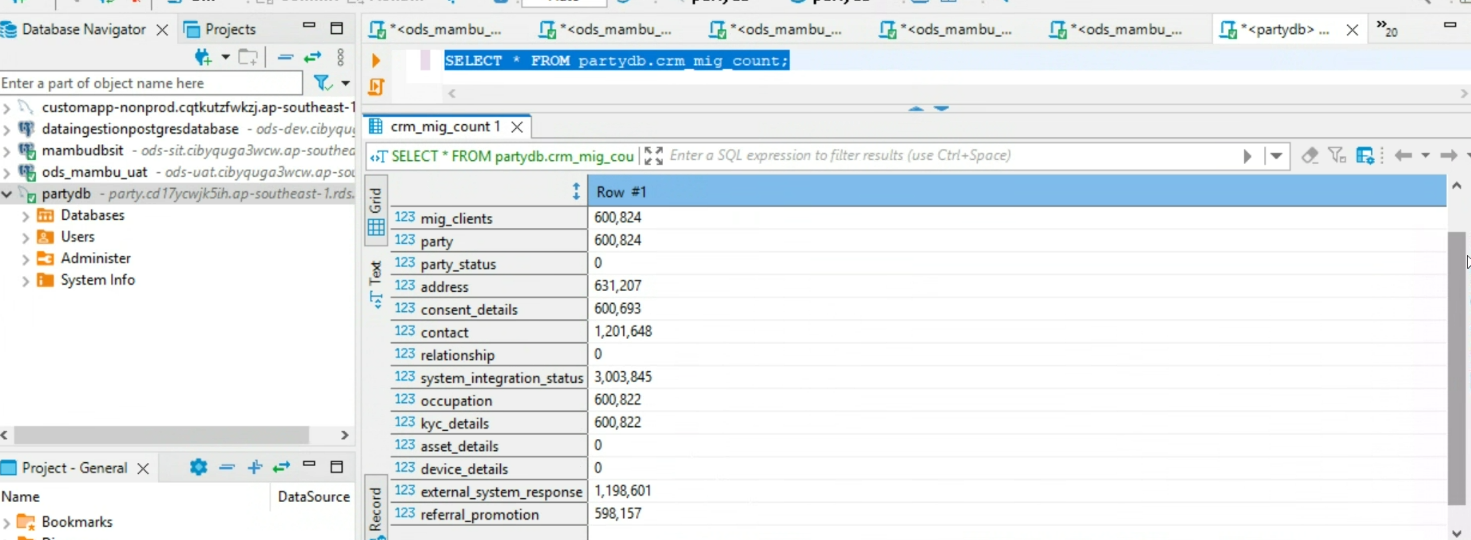 Database Navigator
Projects
*<ods_mambu_...
*<ods_mambu_...
*<ods_mambu_...
*<ods_mambu_...
*<ods_mambu_...
*<partydb> ...
»20
Enter a part of object name here
SELECT * FROM partydb.crm_mig_count;
customapp-nonprod.cqtkutzfwkzj.ap-southeast-1
dataingestionpostgresdatabase - ods-dev.cibyqug
mambudbsit - ods-sit.cibyquga3wcw.ap-southea
ods_mambu_uat - ods-uat.cibyquga3wcw.ap-so
partydb - party.cd17ycwjk5ih.ap-southeast-1.rds.
Databases
Users
Administer
System Info
crm_mig_count 1
SELECT * FROM partydb.crm_mig_cou
Enter a SQL expression to filter results (use Ctrl+Space)
Grid
Text
Record
Row #1
123 mig_clients 600,824
123 party 600,824
123 party_status 0
123 address 631,207
123 consent_details 600,693
123 contact 1,201,648
123 relationship 0
123 system_integration_status 3,003,845
123 occupation 600,822
123 kyc_details 600,822
123 asset_details 0
123 device_details 0
123 external_system_response 1,198,601
123 referral_promotion 598,157
Project - General
Name
DataSource
Bookmarks